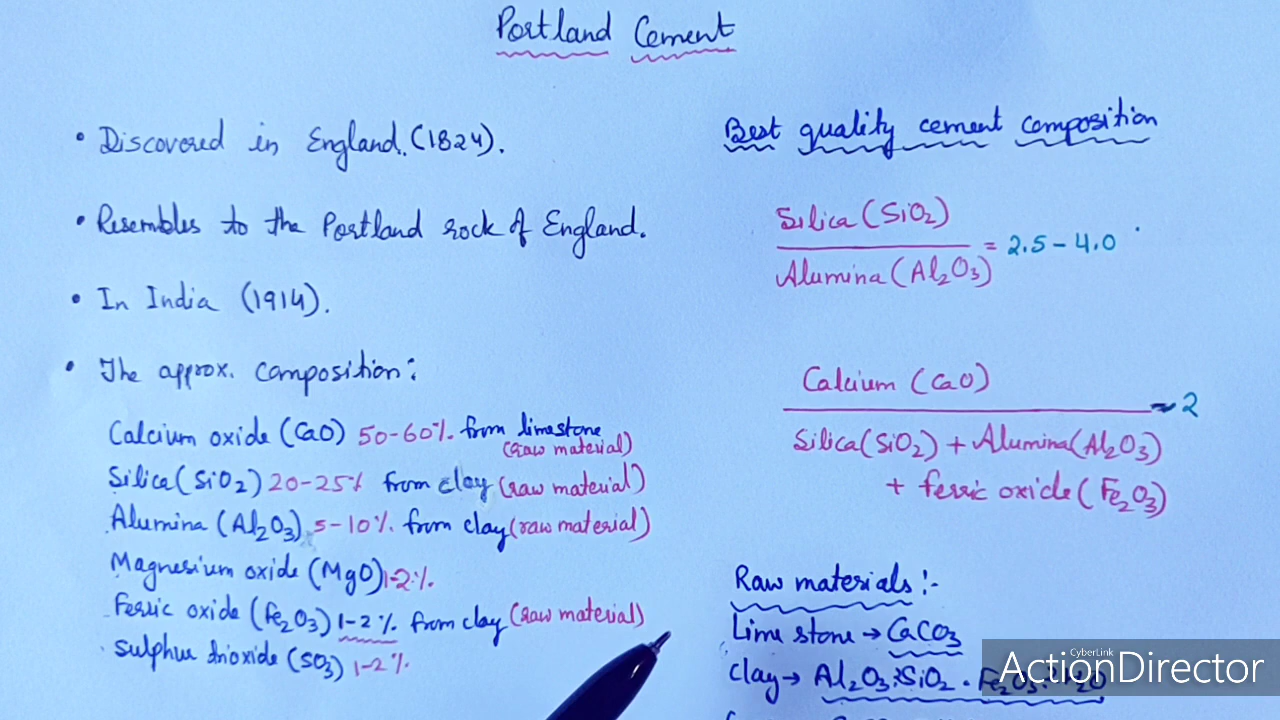 Portland Cement
• Discovered in England. (1824).
• Resembles to the Portland rock of England.
• In India (1914).
• The approx. composition:
Calcium oxide (CaO) 50-60% from limestone
(raw material)
Silica (SiO2) 20-25% from clay (raw material)
Alumina (Al2O3) 5-10% from clay (raw material)
Magnesium oxide (MgO) 1-2%.
Ferric oxide (Fe2O3) 1-2% from clay (raw material)
Sulphur trioxide (SO3) 1-2%.
Best quality cement composition
Silica (SiO2)
= 2.5-4.0
Alumina (Al2O3)
Calcium (CaO)
2
Silica (SiO2) + Alumina (Al2O3)
+ ferric oxide (Fe2O3)
Raw materials:-
Lime stone → CaCO3
Clay → Al2O3 SiO2 . Fe2O3
CyberLink
ActionDirector